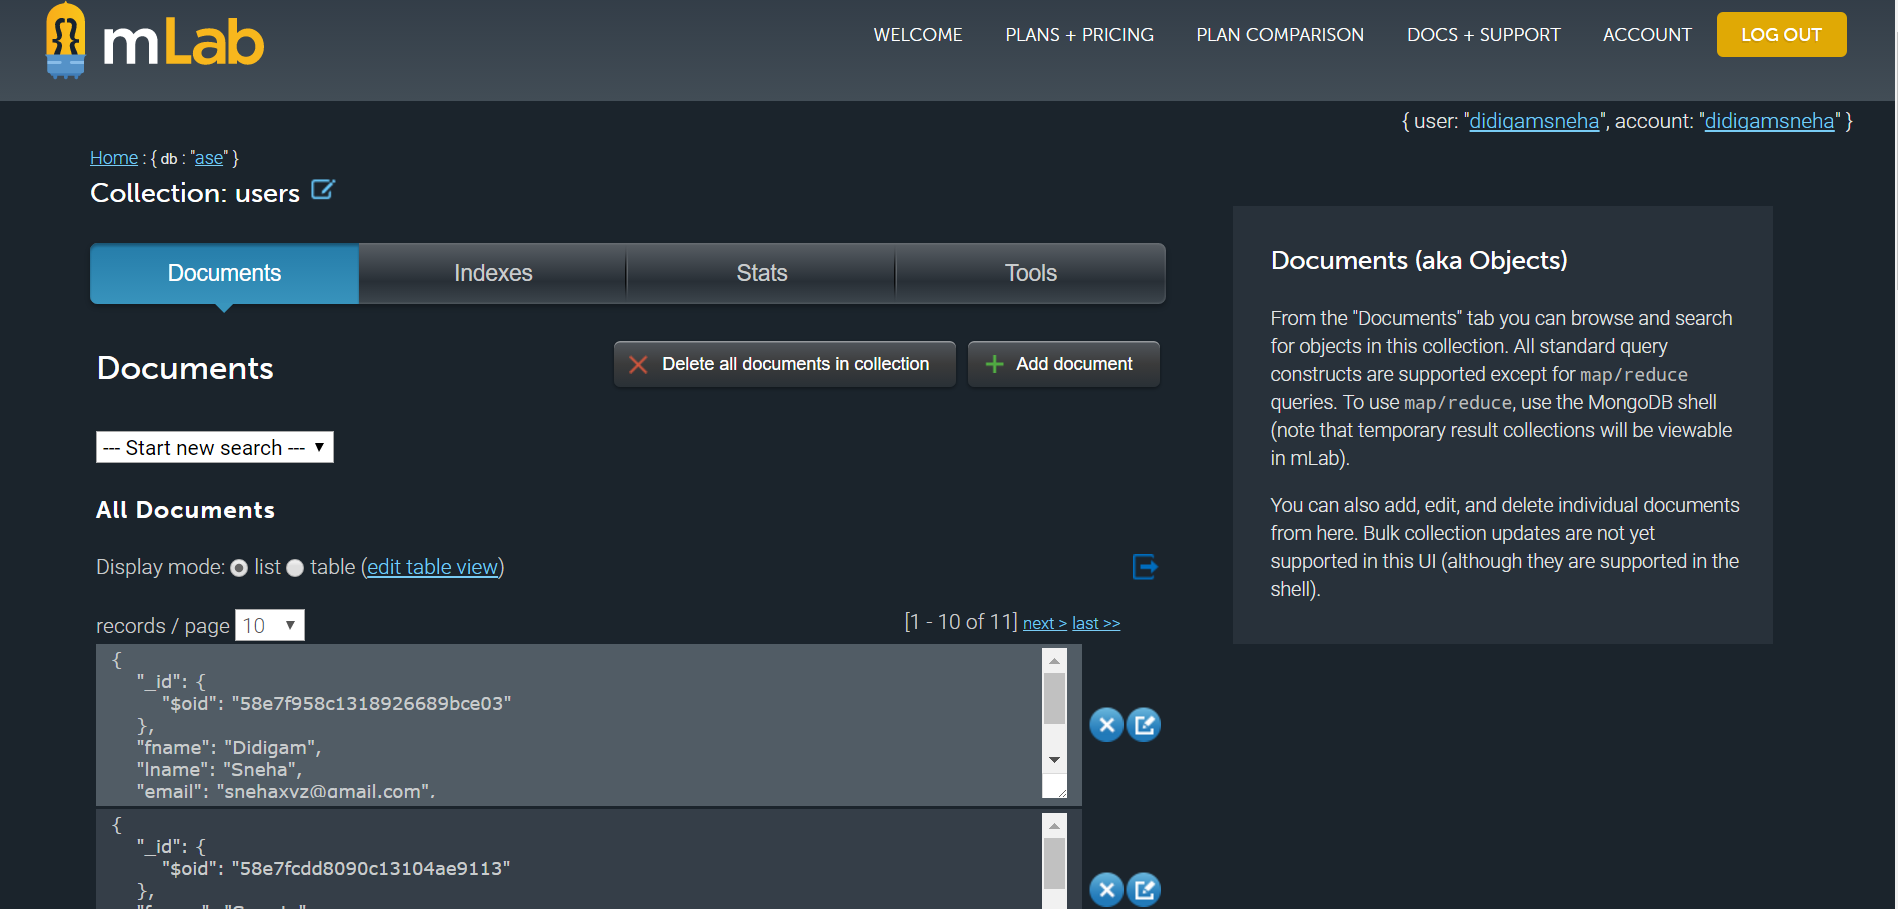 mLab
WELCOME PLANS + PRICING PLAN COMPARISON DOCS + SUPPORT ACCOUNT LOG OUT
{ user: "didigamsneha", account: "didigamsneha" }
Home : { db : "ase" }
Collection: users
Documents Indexes Stats Tools
Documents
Delete all documents in collection
Add document
--- Start new search ---
All Documents
Display mode: list table (edit table view)
records / page 10
[1 - 10 of 11] next > last >>
{
"_id": {
"$oid": "58e7f958c1318926689bce03"
},
"fname": "Didigam",
"lname": "Sneha",
"email": "snehaxyz@gmail.com",
{
"_id": {
"$oid": "58e7fcdd8090c13104ae9113"
},
Documents (aka Objects)
From the "Documents" tab you can browse and search
for objects in this collection. All standard query
constructs are supported except for map/reduce
queries. To use map/reduce, use the MongoDB shell
(note that temporary result collections will be viewable
in mLab).
You can also add, edit, and delete individual documents
from here. Bulk collection updates are not yet
supported in this UI (although they are supported in the
shell).